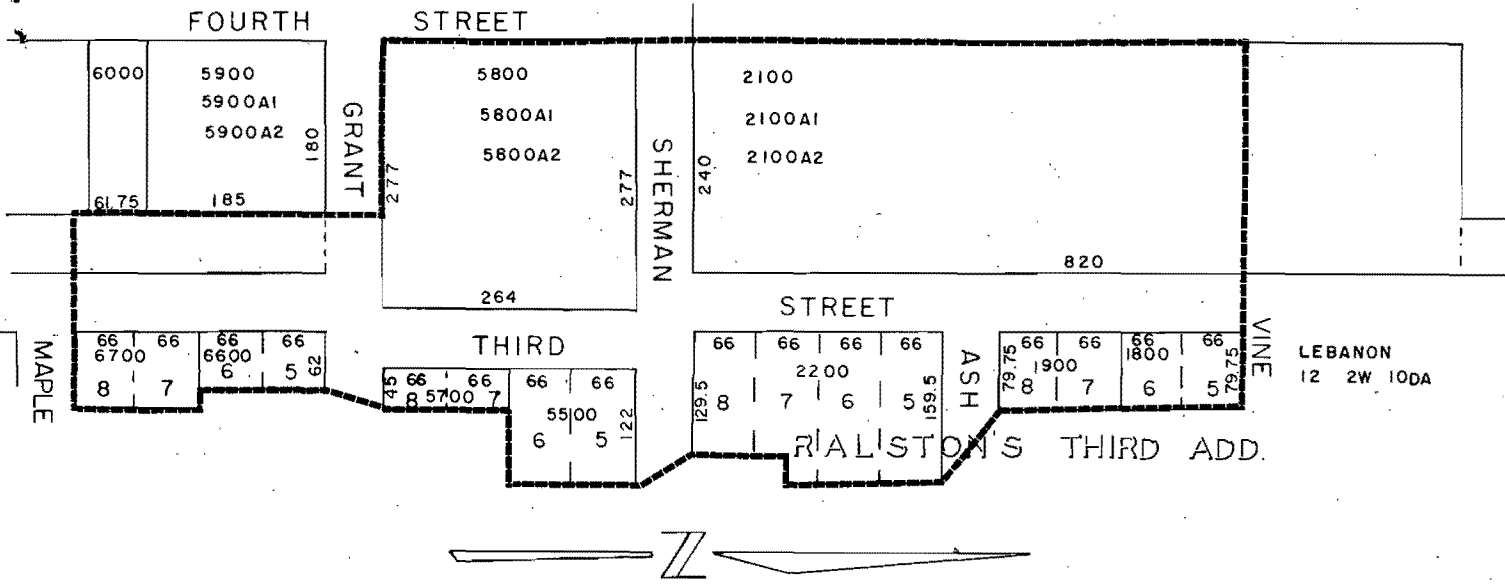 FOURTH STREET
6000 5900 5800 2100
5900A1 5800A1 2100A1
5900A2 5800A2 2100A2
180
GRANT
277
277
SHERMAN
240
61.75 185
820
264
STREET
THIRD
MAPLE
66 66 66 66
6700 6600
8 7 6 5
62
45
66 66 66 66
8 5700 7
5500
6 5
122
66 66 66 66
2200
129.5
8 7 6 5
159.5
ASH
79.75
66 66 66 66
1900 1800
8 7 6 5
79.75
VINE
LEBANON
12 2W 10DA
RALSTON'S THIRD ADD.
Z